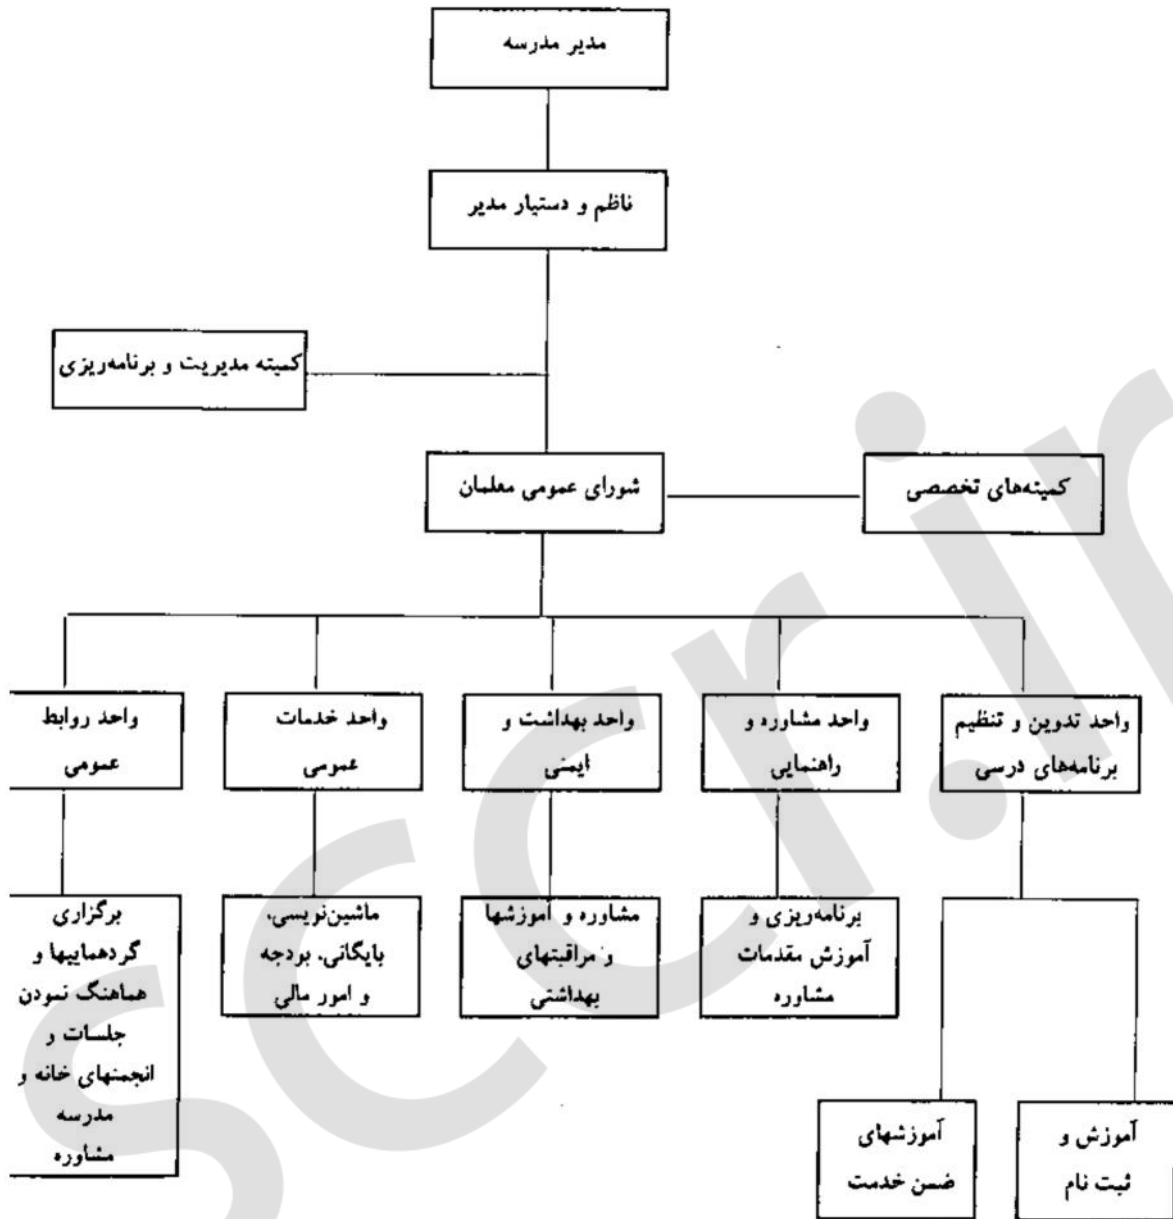 مدیر مدرسه
ناظم و دستیار مدیر
کمیته مدیریت و برنامه‌ریزی
شورای عمومی معلمان
کمیته‌های تخصصی
واحد تدوین و تنظیم
برنامه‌های درسی
واحد مشاوره و
راهنمایی
واحد بهداشت و
ایمنی
واحد خدمات
عمومی
واحد روابط
عمومی
برنامه‌ریزی و
آموزش مقدمات
مشاوره
مشاوره و آموزشها
و مراقبتهای
بهداشتی
ماشین‌نویسی،
بایگانی، بودجه
و امور مالی
برگزاری
گردهماییها و
هماهنگ نمودن
جلسات و
انجمنهای خانه و
مدرسه
مشاوره
آموزش و
ثبت نام
آموزشهای
ضمن خدمت
sccr.ir